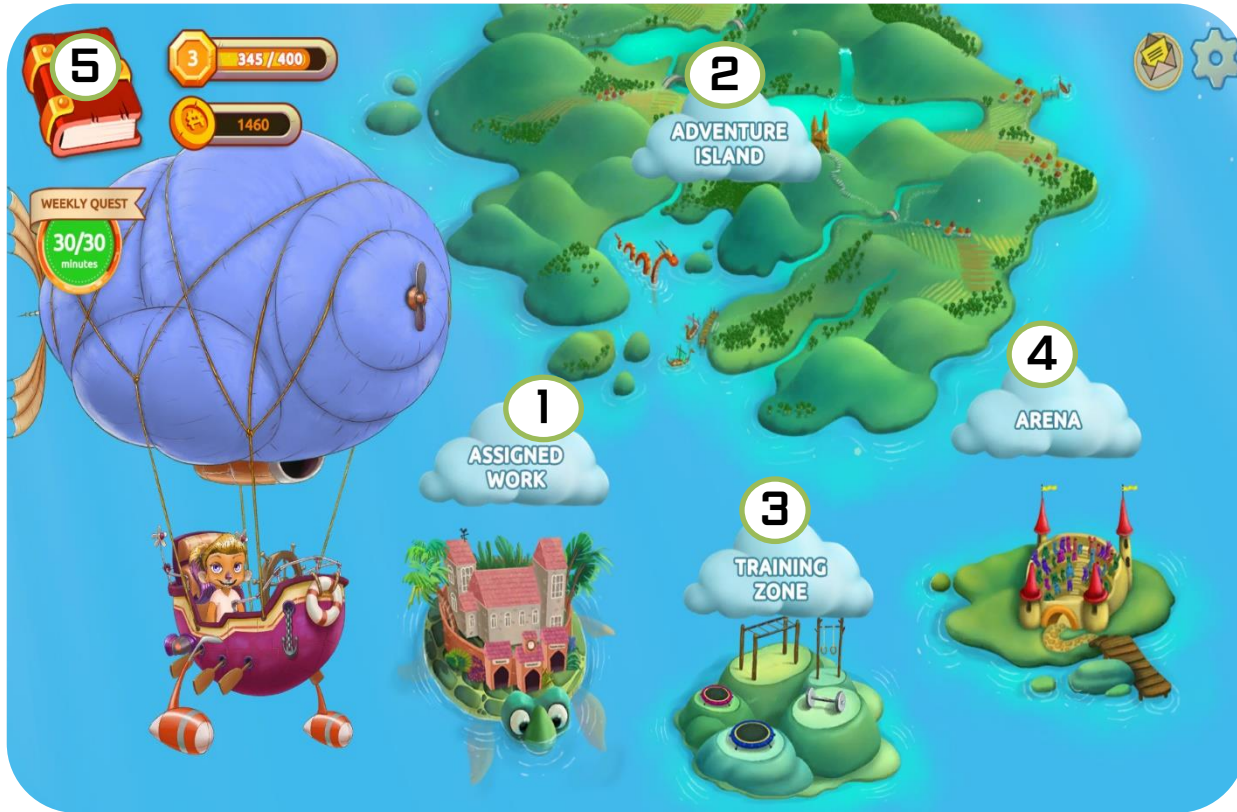 5
3
345 / 400
1460
WEEKLY QUEST
30/30
minutes
2
ADVENTURE
ISLAND
4
ARENA
1
ASSIGNED
WORK
3
TRAINING
ZONE